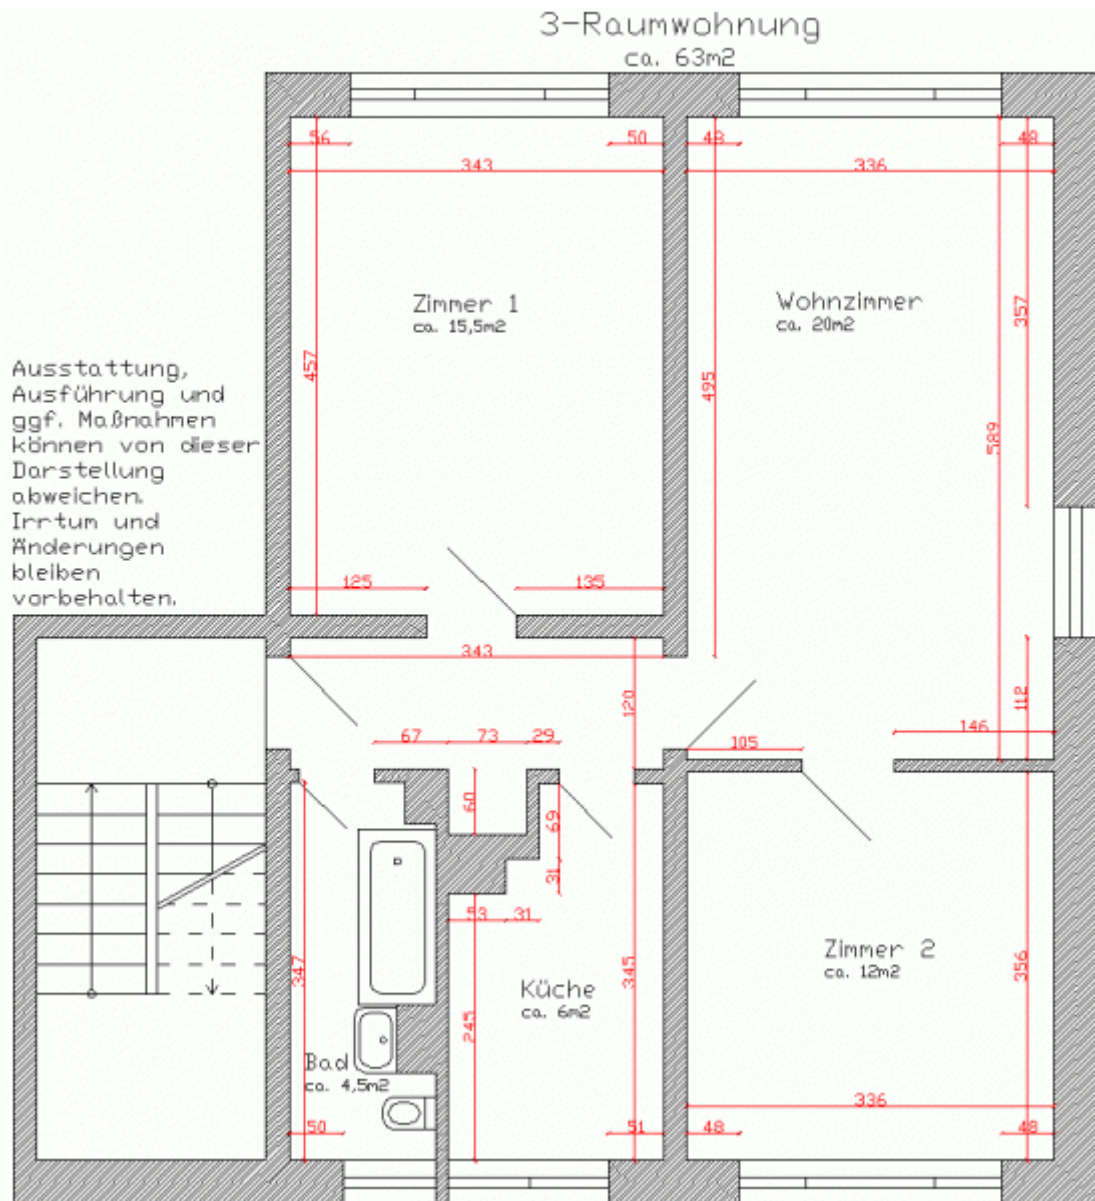 3-Raumwohnung
ca. 63m2
56
50
48
48
343
336
Zimmer 1
ca. 15,5m2
Wohnzimmer
ca. 20m2
357
457
495
589
Ausstattung,
Ausführung und
ggf. Maßnahmen
können von dieser
Darstellung
abweichen.
Irrtum und
Änderungen
bleiben
vorbehalten.
125
135
343
120
112
67
73
29
105
146
60
69
31
53
31
347
345
245
356
Zimmer 2
ca. 12m2
Küche
ca. 6m2
Bad
ca. 4,5m2
336
50
51
48
48